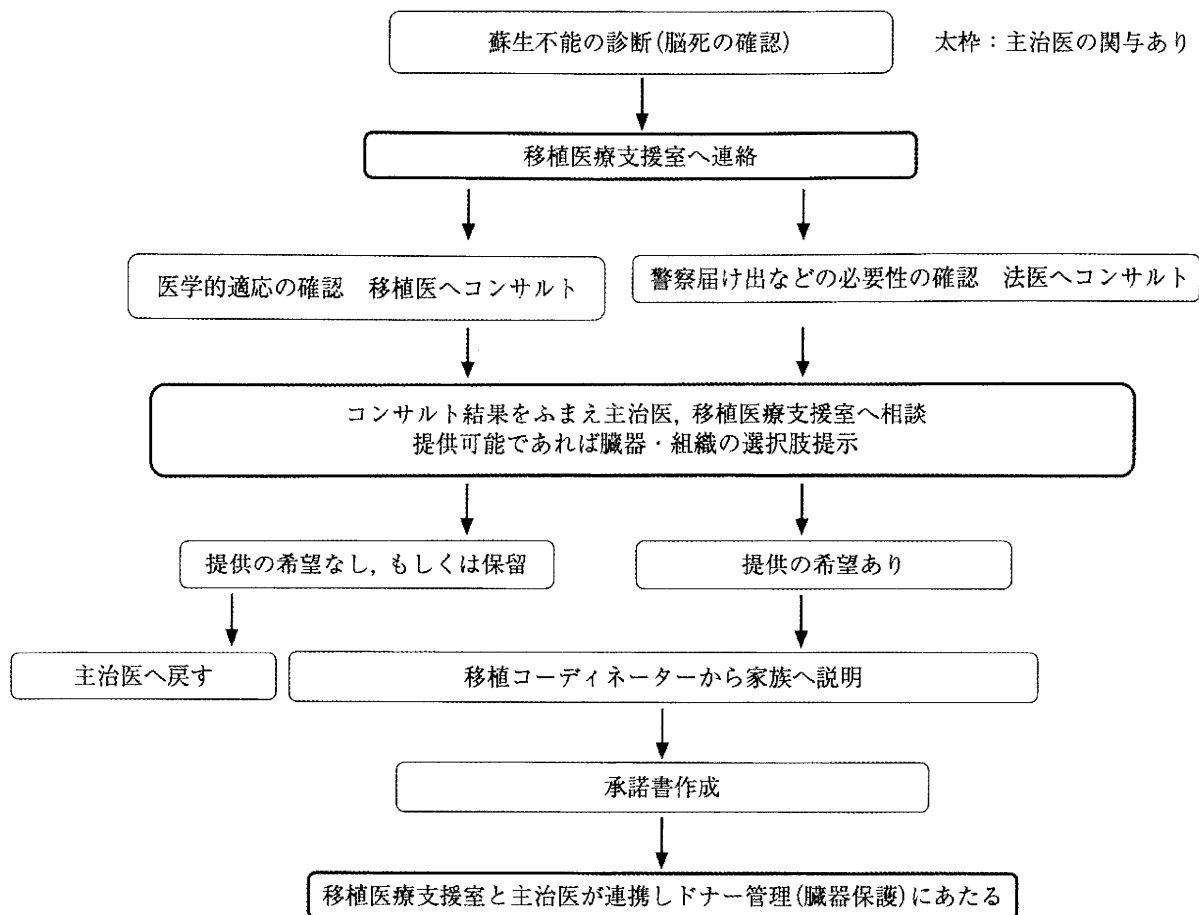 蘇生不能の診断(脳死の確認)
太枠：主治医の関与あり
移植医療支援室へ連絡
医学的適応の確認　移植医へコンサルト
警察届け出などの必要性の確認　法医へコンサルト
コンサルト結果をふまえ主治医, 移植医療支援室へ相談
提供可能であれば臓器・組織の選択肢提示
提供の希望なし, もしくは保留
提供の希望あり
主治医へ戻す
移植コーディネーターから家族へ説明
承諾書作成
移植医療支援室と主治医が連携しドナー管理(臓器保護)にあたる